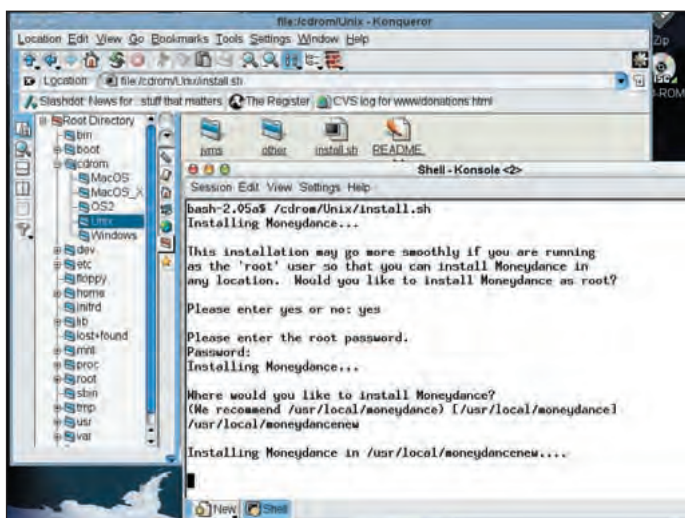 file:/cdrom/Unix - Konqueror
Location Edit View Go Bookmarks Tools Settings Window Help
Location file:/cdrom/Unix/install.sh
Slashdot: News for stuff that matters The Register CVS log for www/donations.html
Root Directory
bin
boot
cdrom
MacOS
MacOS_X
OS2
Unix
Windows
dev
etc
floppy
home
initrd
lib
lost+found
mnt
proc
root
sbin
tmp
usr
var
jvms other install.sh README
Zip
Shell - Konsole <2>
Session Edit View Settings Help
bash-2.05a$ /cdrom/Unix/install.sh
Installing Moneydance...
This installation may go more smoothly if you are running
as the 'root' user so that you can install Moneydance in
any location. Would you like to install Moneydance as root?
Please enter yes or no: yes
Please enter the root password.
Password:
Installing Moneydance...
Where would you like to install Moneydance?
(We recommend /usr/local/moneydance) [/usr/local/moneydance]
/usr/local/moneydancenew
Installing Moneydance in /usr/local/moneydancenew....
New Shell